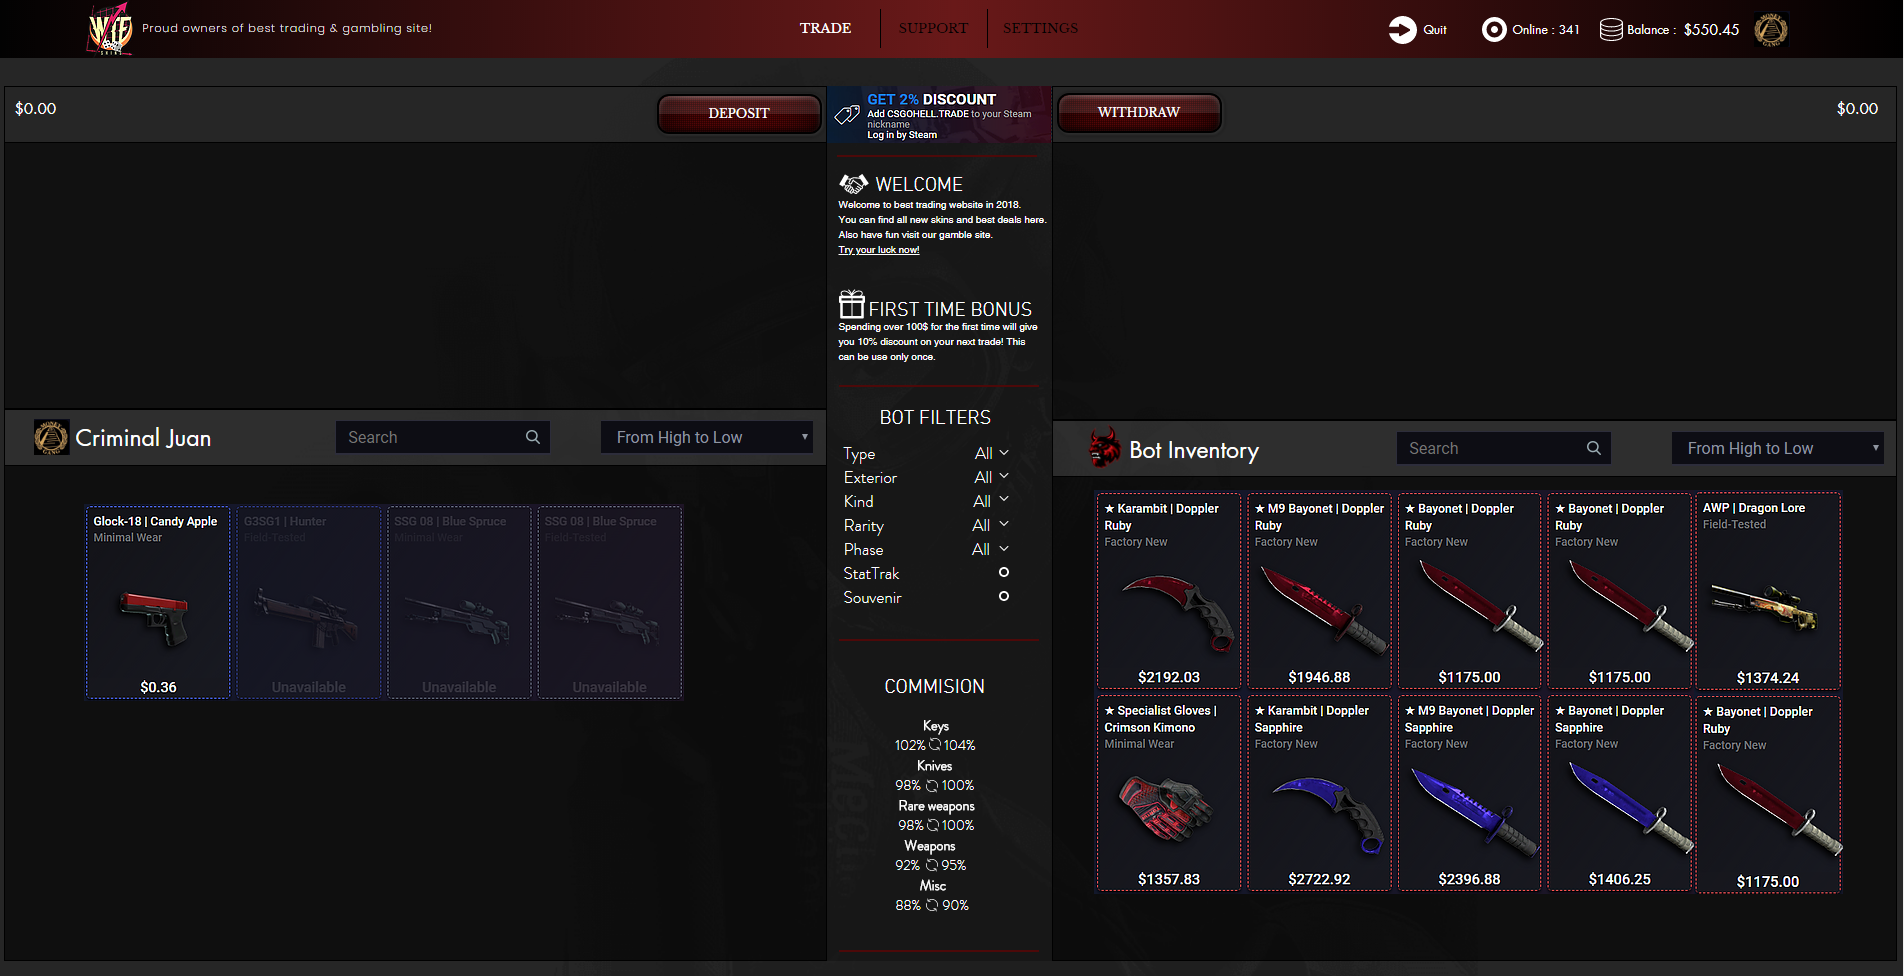 WTF
SKINS
Proud owners of best trading & gambling site!
TRADE
SUPPORT
SETTINGS
Quit
Online : 341
Balance : $550.45
$0.00
DEPOSIT
GET 2% DISCOUNT
Add CSGOHELL.TRADE to your Steam
nickname
Log in by Steam
WITHDRAW
$0.00
WELCOME
Welcome to best trading website in 2018.
You can find all new skins and best deals here.
Also have fun visit our gamble site.
Try your luck now!
FIRST TIME BONUS
Spending over 100$ for the first time will give
you 10% discount on your next trade! This
can be use only once.
Criminal Juan
Search
From High to Low
Glock-18 | Candy Apple
Minimal Wear
$0.36
G3SG1 | Hunter
Field-Tested
Unavailable
SSG 08 | Blue Spruce
Minimal Wear
Unavailable
SSG 08 | Blue Spruce
Field-Tested
Unavailable
BOT FILTERS
Type All
Exterior All
Kind All
Rarity All
Phase All
StatTrak
Souvenir
COMMISION
Keys
102% 104%
Knives
98% 100%
Rare weapons
98% 100%
Weapons
92% 95%
Misc
88% 90%
Bot Inventory
Search
From High to Low
★ Karambit | Doppler
Ruby
Factory New
$2192.03
★ M9 Bayonet | Doppler
Ruby
Factory New
$1946.88
★ Bayonet | Doppler
Ruby
Factory New
$1175.00
★ Bayonet | Doppler
Ruby
Factory New
$1175.00
AWP | Dragon Lore
Field-Tested
$1374.24
★ Specialist Gloves |
Crimson Kimono
Minimal Wear
$1357.83
★ Karambit | Doppler
Sapphire
Factory New
$2722.92
★ M9 Bayonet | Doppler
Sapphire
Factory New
$2396.88
★ Bayonet | Doppler
Sapphire
Factory New
$1406.25
★ Bayonet | Doppler
Ruby
Factory New
$1175.00